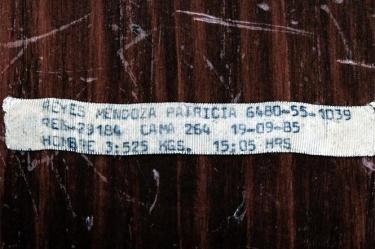 REYES MENDOZA PATRICIA 6480-55-1039
REG-29184 CAMA 264 19-09-85
HOMBRE 3:525 KGS. 15:05 HRS